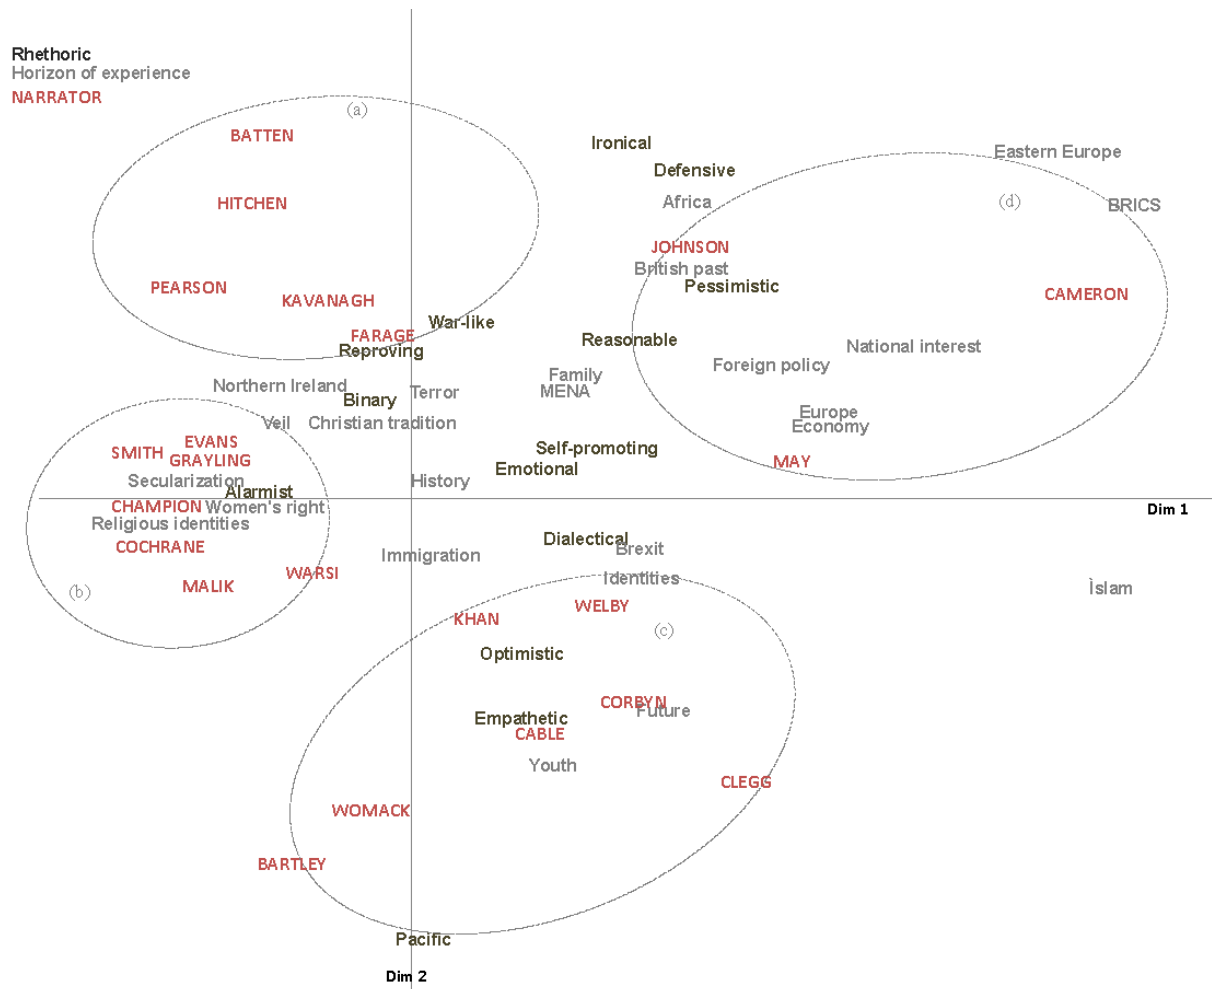 Rhethoric
Horizon of experience
NARRATOR
(a)
BATTEN
Ironical
Eastern Europe
Defensive
HITCHEN
Africa
(d)
BRICS
JOHNSON
British past
PEARSON
Pessimistic
KAVANAGH
CAMERON
War-like
FARAGE
Reasonable
Reproving
National interest
Foreign policy
Family
Northern Ireland
Terror
MENA
Binary
Europe
Veil
Christian tradition
Economy
EVANS
SMITH
Self-promoting
GRAYLING
MAY
Emotional
Secularization
History
Alarmist
CHAMPION
Women's right
Dim 1
Religious identities
Dialectical
COCHRANE
Brexit
Immigration
WARSI
Identities
MALIK
Ìslam
(b)
WELBY
KHAN
(c)
Optimistic
CORBYN
Future
Empathetic
CABLE
Youth
CLEGG
WOMACK
BARTLEY
Pacific
Dim 2